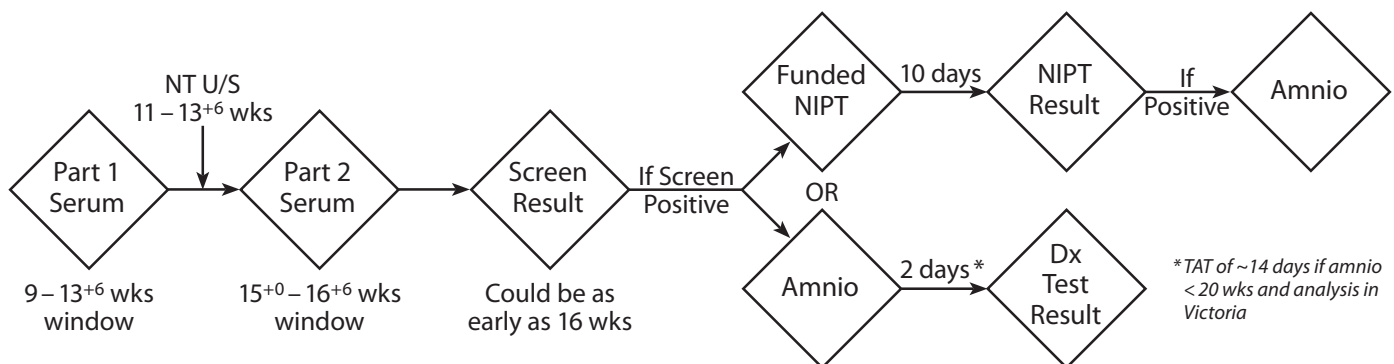 NT U/S
11 – 13+6 wks
Part 1
Serum
9 – 13+6 wks
window
Part 2
Serum
15+0 – 16+6 wks
window
Screen
Result
Could be as
early as 16 wks
If Screen
Positive
Funded
NIPT
10 days
NIPT
Result
If
Positive
Amnio
OR
Amnio
2 days*
Dx
Test
Result
*TAT of ~14 days if amnio
< 20 wks and analysis in
Victoria